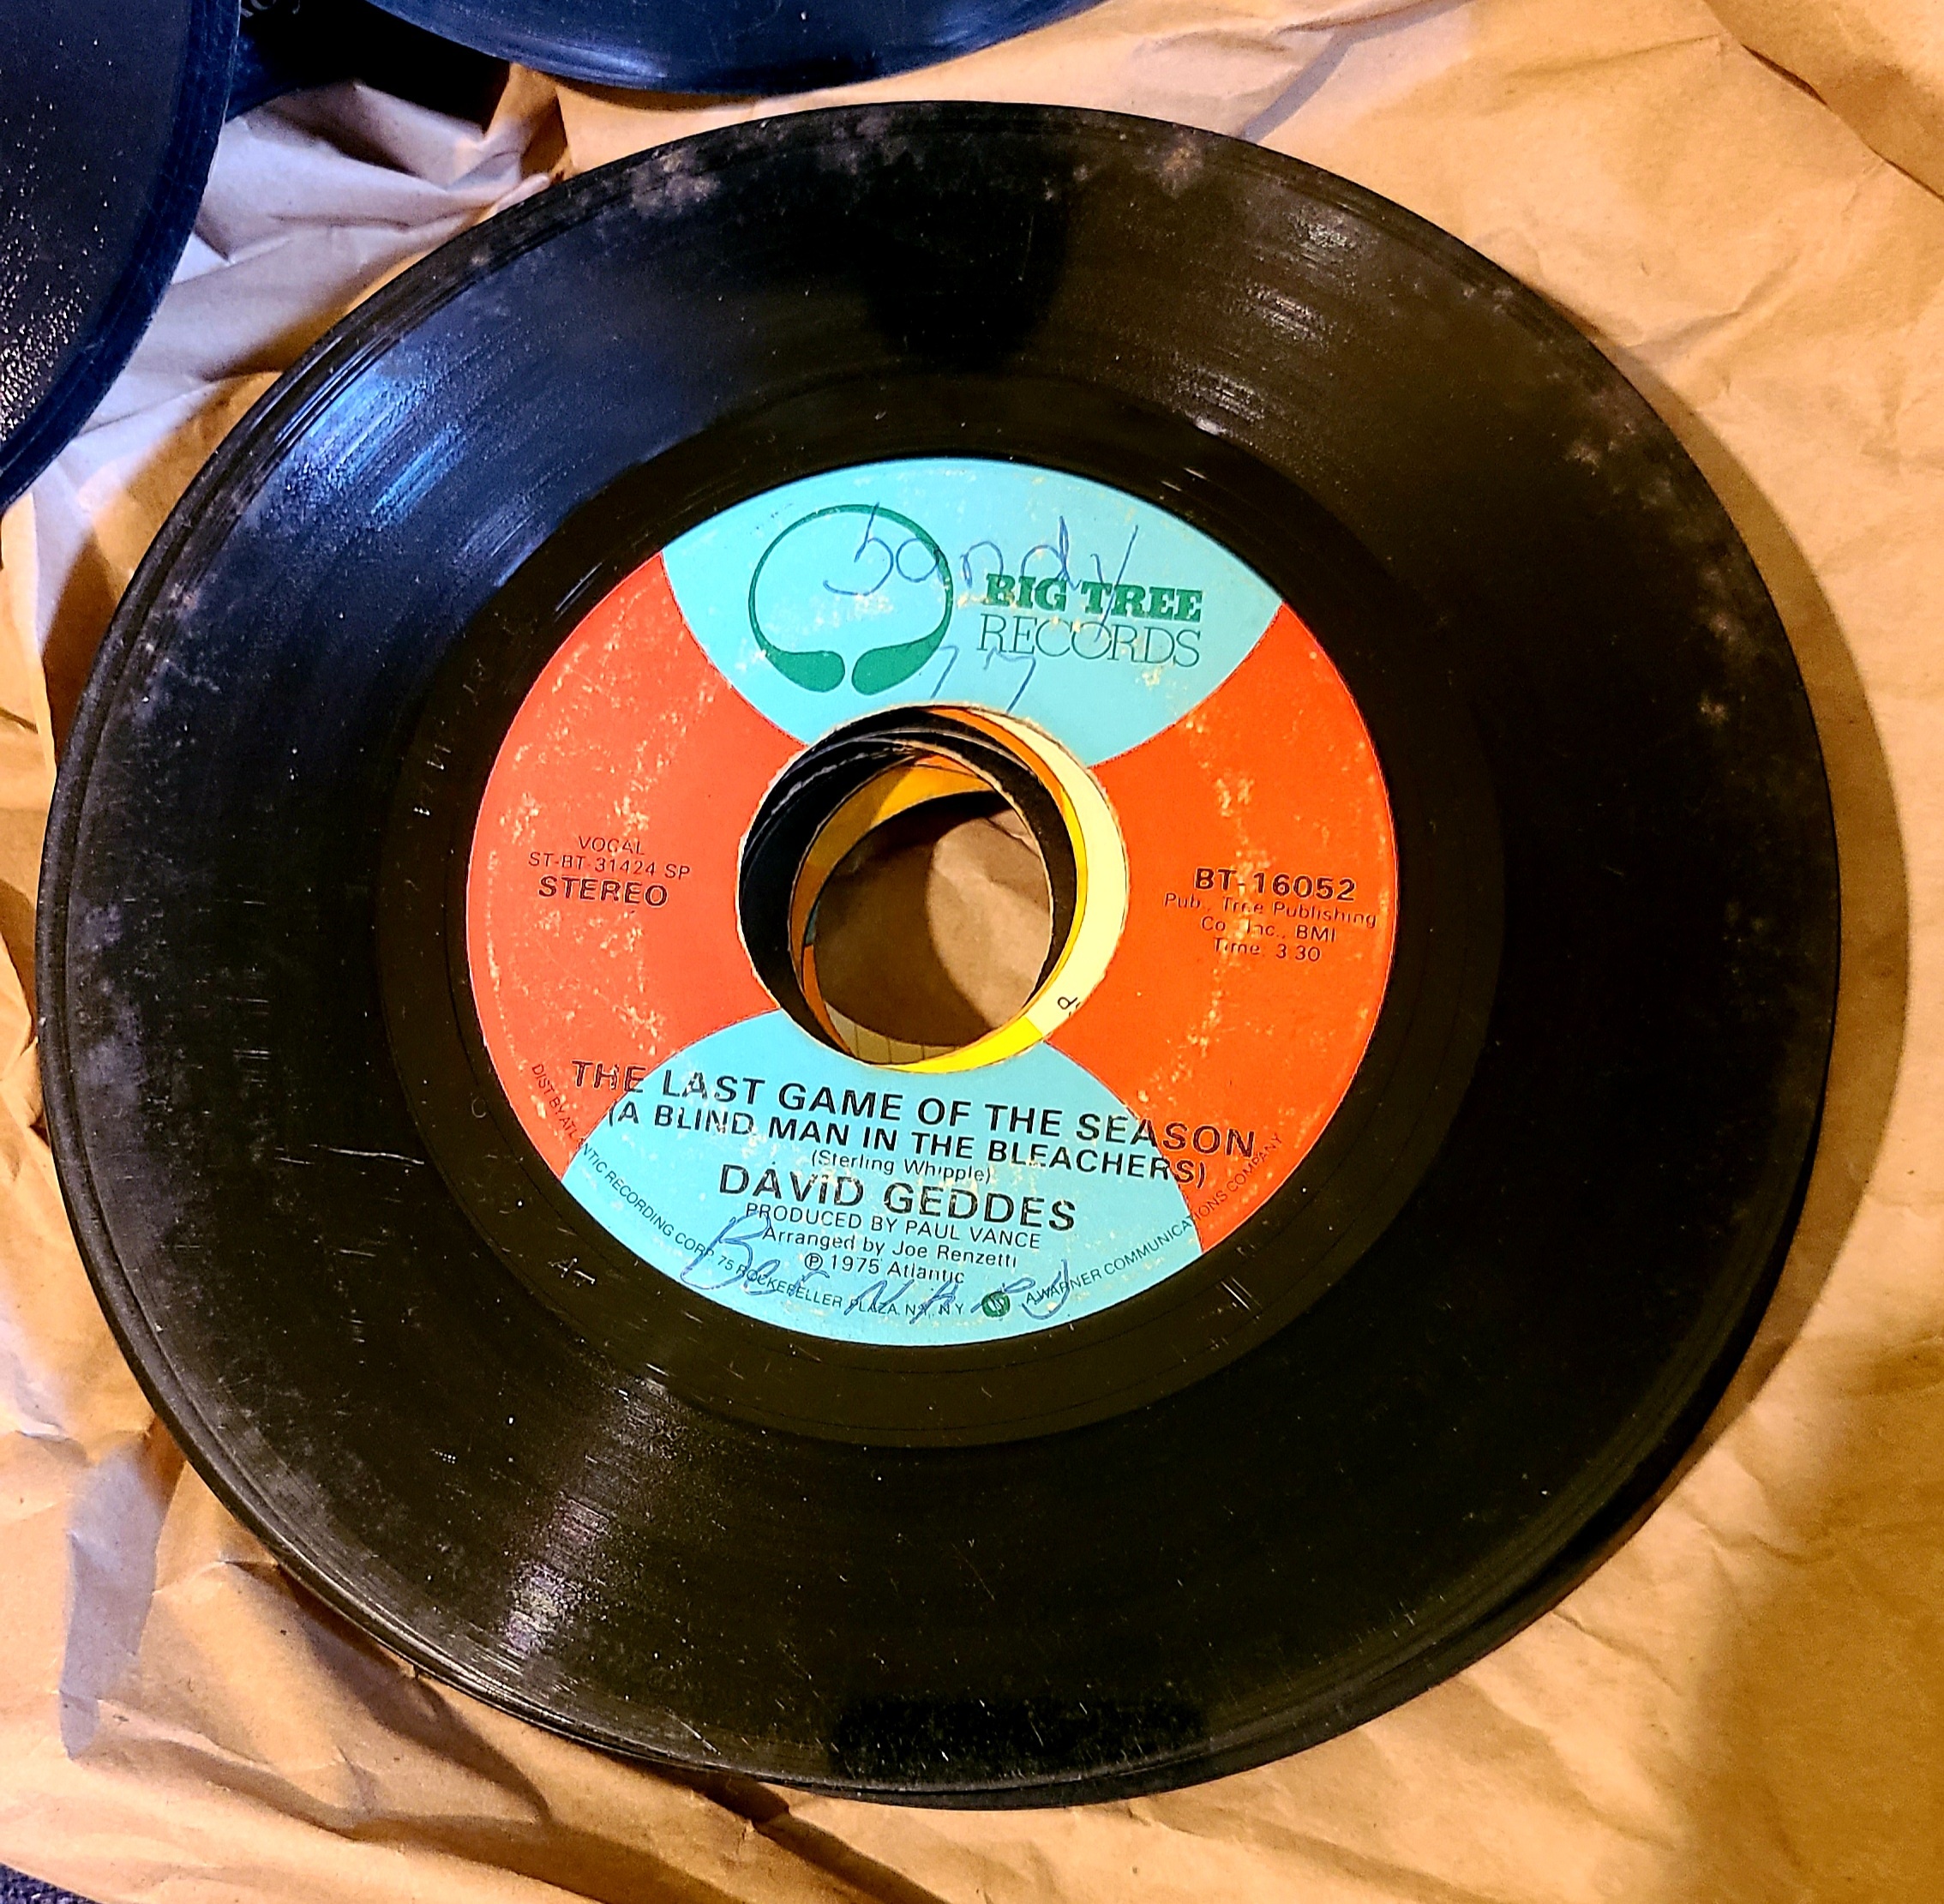 Sandy
BIG TREE
RECORDS
77
VOCAL
ST-BT-31424 SP
STEREO
BT-16052
Pub., Tree Publishing
Co., Inc., BMI
Time: 3:30
THE LAST GAME OF THE SEASON
(A BLIND MAN IN THE BLEACHERS)
(Sterling Whipple)
DAVID GEDDES
PRODUCED BY PAUL VANCE
Arranged by Joe Renzetti
℗ 1975 Atlantic
DIST BY ATLANTIC RECORDING CORP 75 ROCKEFELLER PLAZA, NY, NY A WARNER COMMUNICATIONS COMPANY